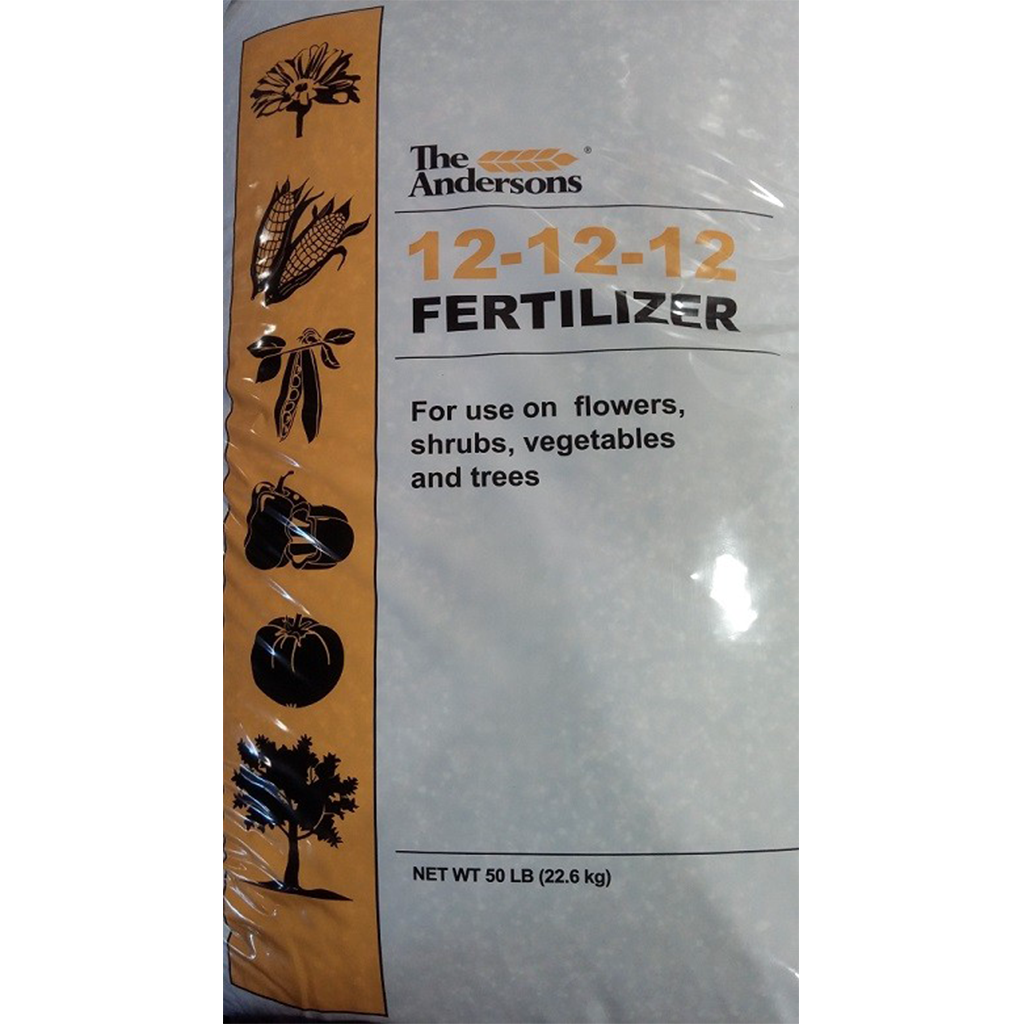 The
Andersons®
12-12-12
FERTILIZER
For use on flowers,
shrubs, vegetables
and trees
NET WT 50 LB (22.6 kg)